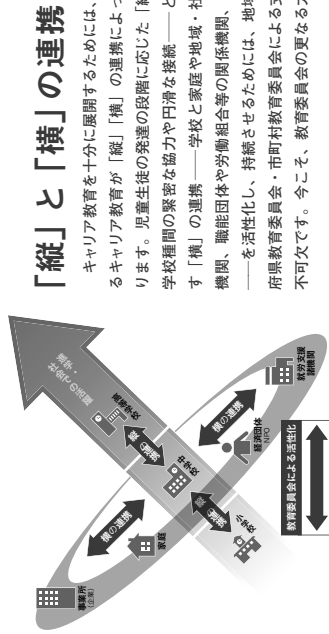 「縦」と「横」の連携
キャリア教育を十分に展開するためには、
るキャリア教育が「縦」「横」の連携によっ
ります。児童生徒の発達の段階に応じた「縦
学校種間の緊密な協力や円滑な接続――と
す「横」の連携――学校と家庭や地域・社
機関、職能団体や労働組合等の関係機関、
――を活性化し、持続させるためには、地域
府県教育委員会・市町村教育委員会による支
不可欠です。今こそ、教育委員会の更なる力
進学・
社会での活躍
高等学校
縦の連携
中学校
縦の連携
小学校
横の連携
家庭
事業所
(企業)
横の連携
経済団体
NPO
就労支援
諸機関
教育委員会による活性化